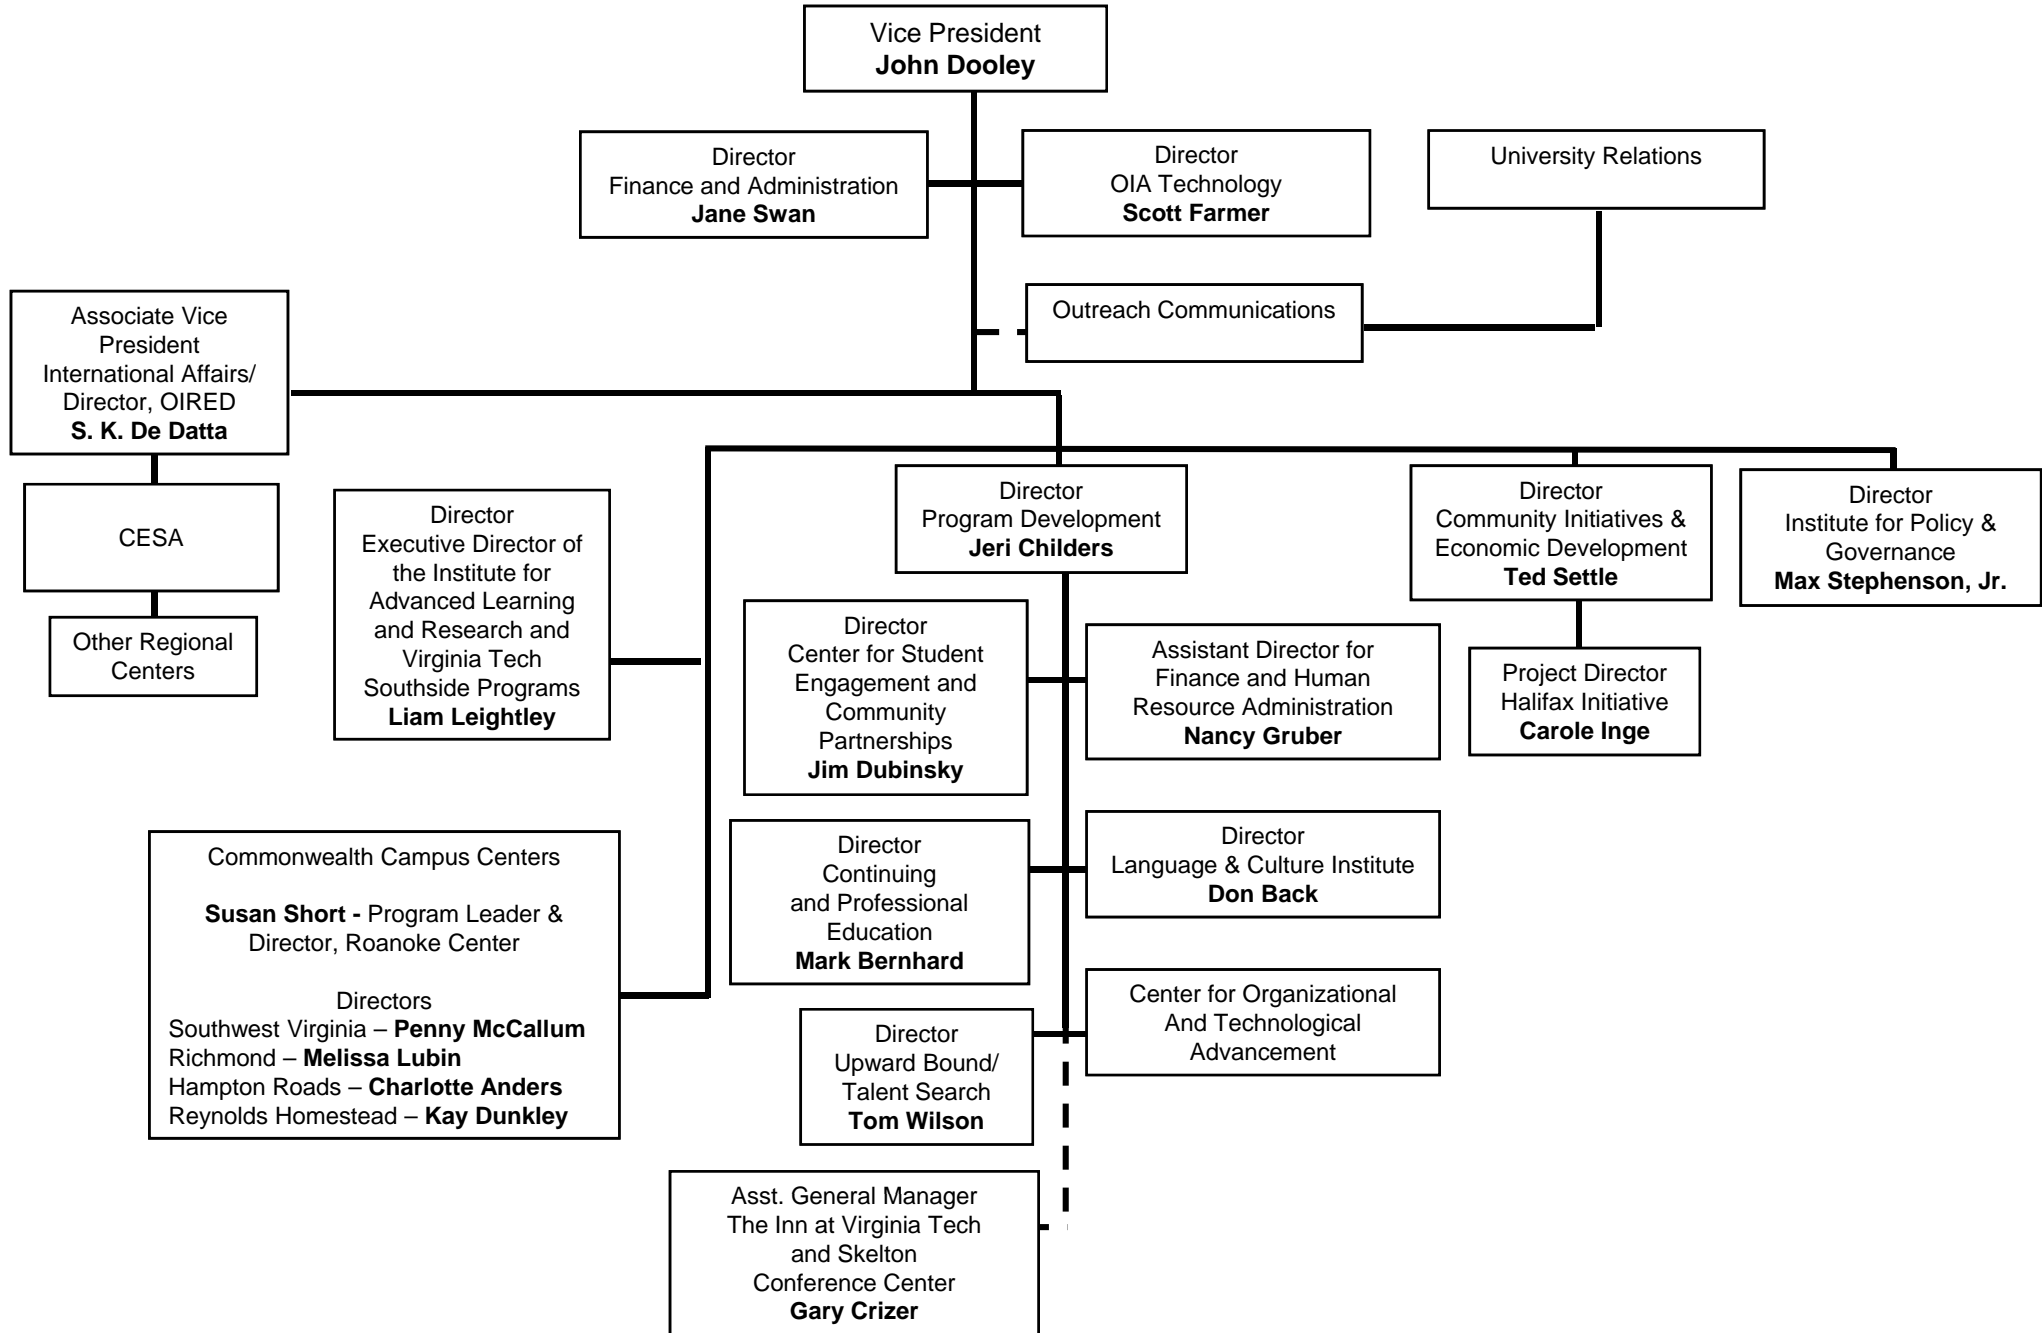 Vice President
John Dooley
Director
Finance and Administration
Jane Swan
Director
OIA Technology
Scott Farmer
University Relations
Outreach Communications
Associate Vice
President
International Affairs/
Director, OIRED
S. K. De Datta
CESA
Other Regional
Centers
Director
Executive Director of
the Institute for
Advanced Learning
and Research and
Virginia Tech
Southside Programs
Liam Leightley
Director
Program Development
Jeri Childers
Director
Community Initiatives &
Economic Development
Ted Settle
Director
Institute for Policy &
Governance
Max Stephenson, Jr.
Director
Center for Student
Engagement and
Community
Partnerships
Jim Dubinsky
Assistant Director for
Finance and Human
Resource Administration
Nancy Gruber
Project Director
Halifax Initiative
Carole Inge
Commonwealth Campus Centers
Susan Short - Program Leader &
Director, Roanoke Center
Directors
Southwest Virginia – Penny McCallum
Richmond – Melissa Lubin
Hampton Roads – Charlotte Anders
Reynolds Homestead – Kay Dunkley
Director
Continuing
and Professional
Education
Mark Bernhard
Director
Language & Culture Institute
Don Back
Director
Upward Bound/
Talent Search
Tom Wilson
Center for Organizational
And Technological
Advancement
Asst. General Manager
The Inn at Virginia Tech
and Skelton
Conference Center
Gary Crizer